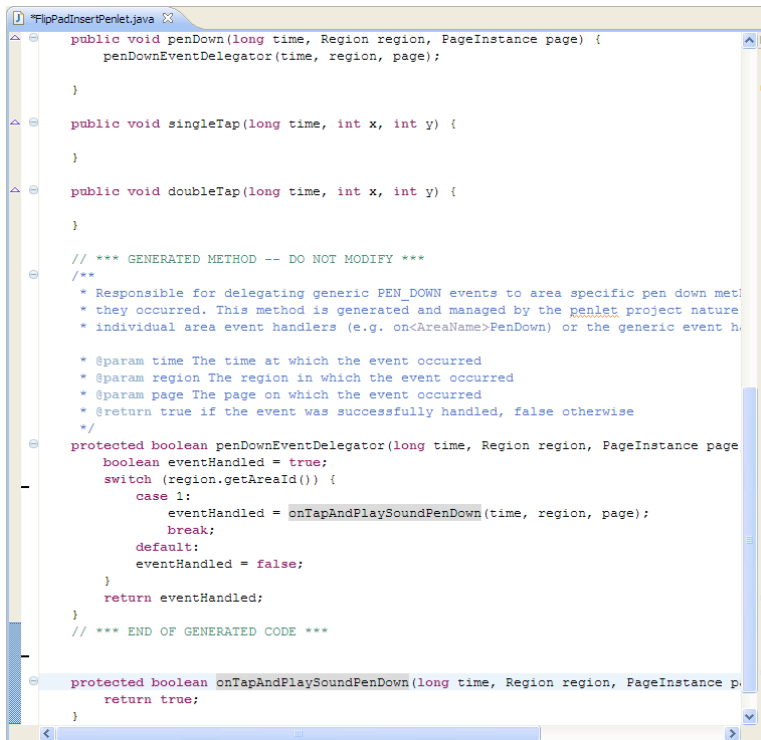 *FlipPadInsertPenlet.java
public void penDown(long time, Region region, PageInstance page) {
penDownEventDelegator(time, region, page);
}
public void singleTap(long time, int x, int y) {
}
public void doubleTap(long time, int x, int y) {
}
// *** GENERATED METHOD -- DO NOT MODIFY ***
/**
* Responsible for delegating generic PEN_DOWN events to area specific pen down met
* they occurred. This method is generated and managed by the penlet project nature
* individual area event handlers (e.g. on<AreaName>PenDown) or the generic event h
* @param time The time at which the event occurred
* @param region The region in which the event occurred
* @param page The page on which the event occurred
* @return true if the event was successfully handled, false otherwise
*/
protected boolean penDownEventDelegator(long time, Region region, PageInstance page
boolean eventHandled = true;
switch (region.getAreaId()) {
case 1:
eventHandled = onTapAndPlaySoundPenDown(time, region, page);
break;
default:
eventHandled = false;
}
return eventHandled;
}
// *** END OF GENERATED CODE ***
protected boolean onTapAndPlaySoundPenDown(long time, Region region, PageInstance p
return true;
}